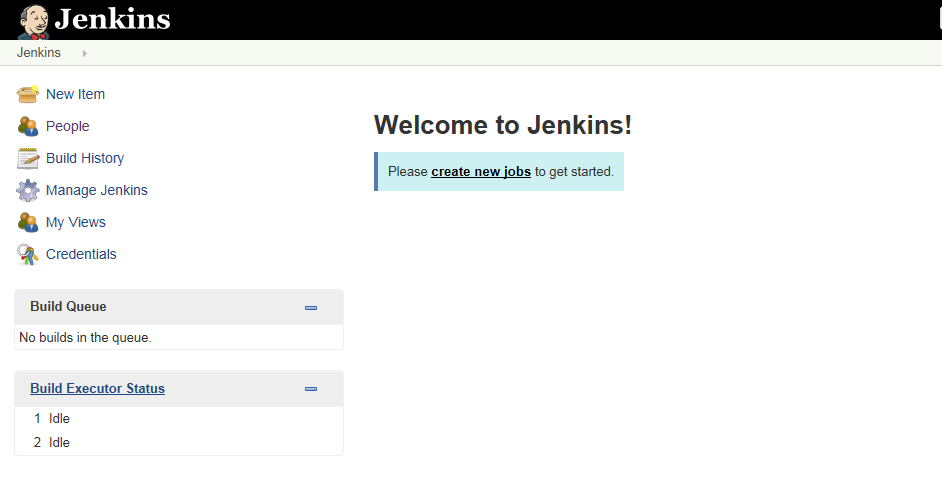 Jenkins
Jenkins
New Item
People
Build History
Manage Jenkins
My Views
Credentials
Welcome to Jenkins!
Please create new jobs to get started.
Build Queue
No builds in the queue.
Build Executor Status
1 Idle
2 Idle